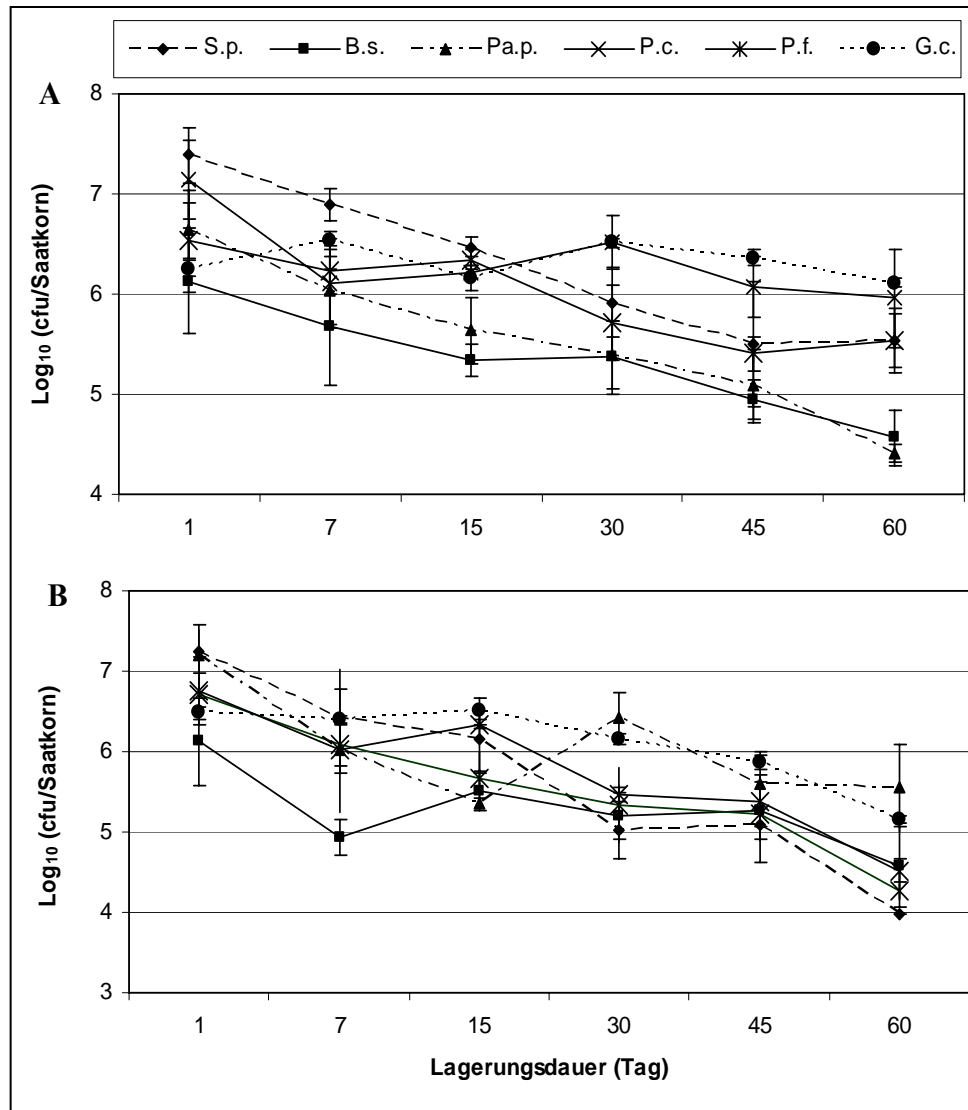 S.p. B.s. Pa.p. P.c. P.f. G.c.
A
8
7
6
5
4
Log10 (cfu/Saatkorn)
1 7 15 30 45 60
B
8
7
6
5
4
3
Log10 (cfu/Saatkorn)
1 7 15 30 45 60
Lagerungsdauer (Tag)